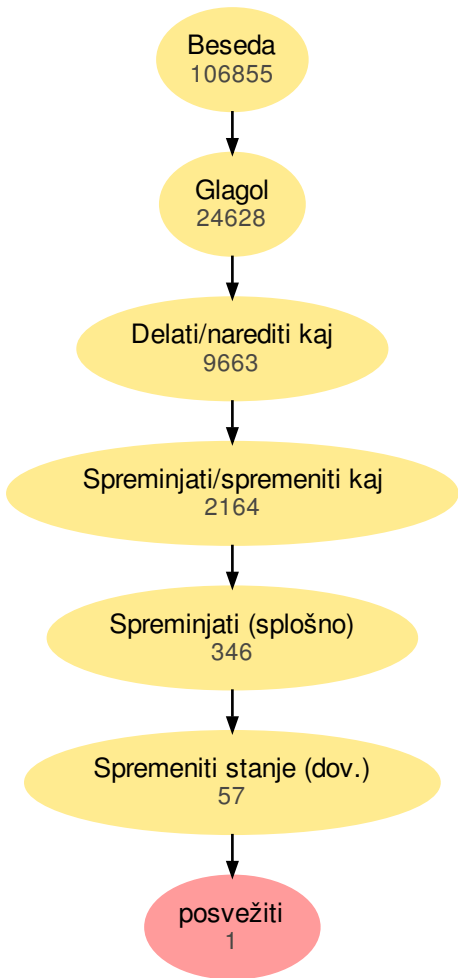 Beseda
106855
Glagol
24628
Delati/narediti kaj
9663
Spreminjati/spremeniti kaj
2164
Spreminjati (splošno)
346
Spremeniti stanje (dov.)
57
posvežiti
1